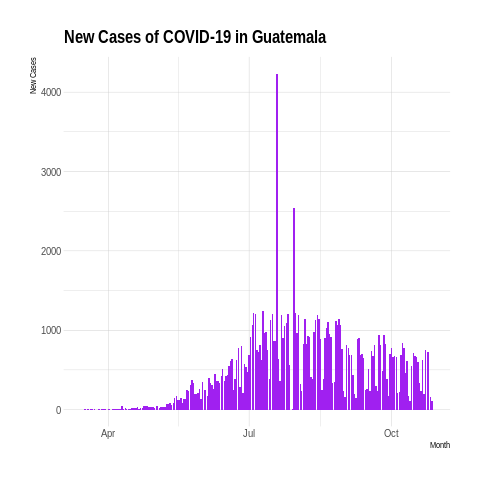 New Cases of COVID-19 in Guatemala
New Cases
4000
3000
2000
1000
0
Apr
Jul
Oct
Month